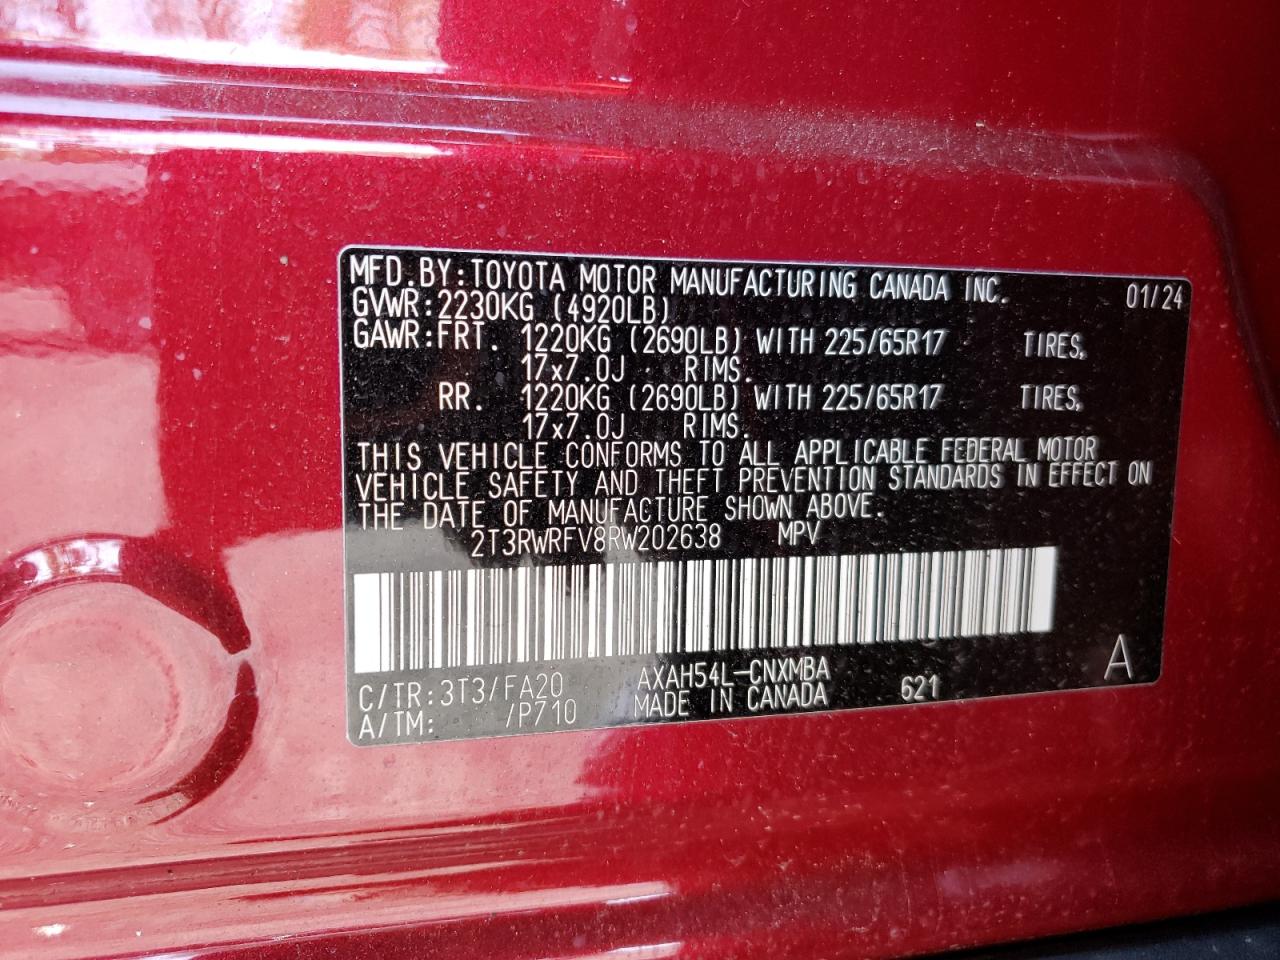 MFD.BY:TOYOTA MOTOR MANUFACTURING CANADA INC. 01/24
GVWR:2230KG (4920LB)
GAWR:FRT. 1220KG (2690LB) WITH 225/65R17 TIRES,
17x7.0J RIMS.
RR. 1220KG (2690LB) WITH 225/65R17 TIRES,
17x7.0J RIMS.
THIS VEHICLE CONFORMS TO ALL APPLICABLE FEDERAL MOTOR
VEHICLE SAFETY AND THEFT PREVENTION STANDARDS IN EFFECT ON
THE DATE OF MANUFACTURE SHOWN ABOVE.
2T3RWRFV8RW202638 MPV
C/TR:3T3/FA20 AXAH54L-CNXMBA
A/TM: /P710 MADE IN CANADA 621 A